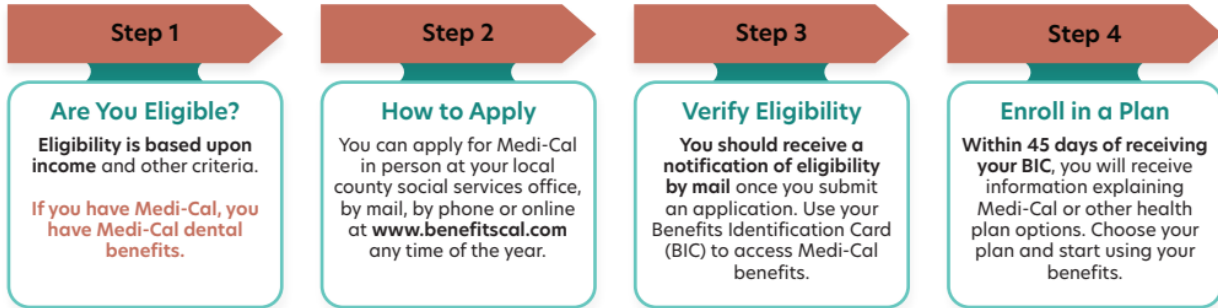 Step 1
Are You Eligible?
Eligibility is based upon
income and other criteria.
If you have Medi-Cal, you
have Medi-Cal dental
benefits.
Step 2
How to Apply
You can apply for Medi-Cal
in person at your local
county social services office,
by mail, by phone or online
at www.benefitscal.com
any time of the year.
Step 3
Verify Eligibility
You should receive a
notification of eligibility
by mail once you submit
an application. Use your
Benefits Identification Card
(BIC) to access Medi-Cal
benefits.
Step 4
Enroll in a Plan
Within 45 days of receiving
your BIC, you will receive
information explaining
Medi-Cal or other health
plan options. Choose your
plan and start using your
benefits.